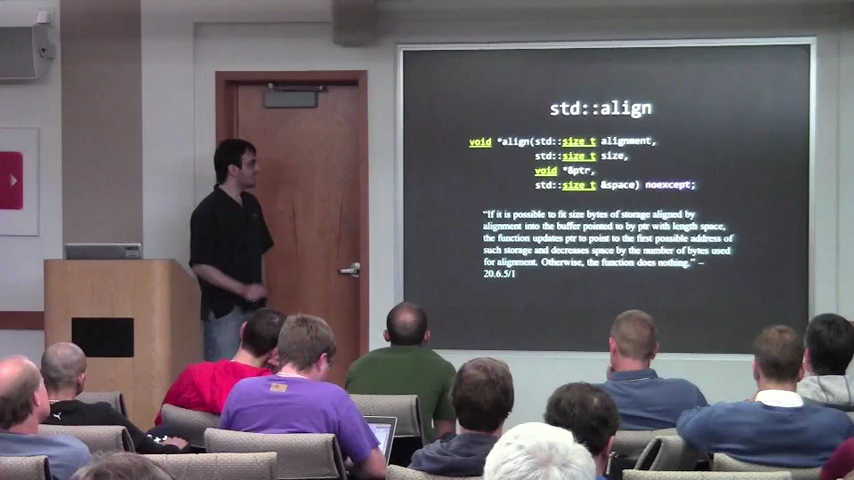 std::align
void *align(std::size_t alignment,
std::size_t size,
void *&ptr,
std::size_t &space) noexcept;
“If it is possible to fit size bytes of storage aligned by
alignment into the buffer pointed to by ptr with length space,
the function updates ptr to point to the first possible address of
such storage and decreases space by the number of bytes used
for alignment. Otherwise, the function does nothing.” –
20.6.5/1